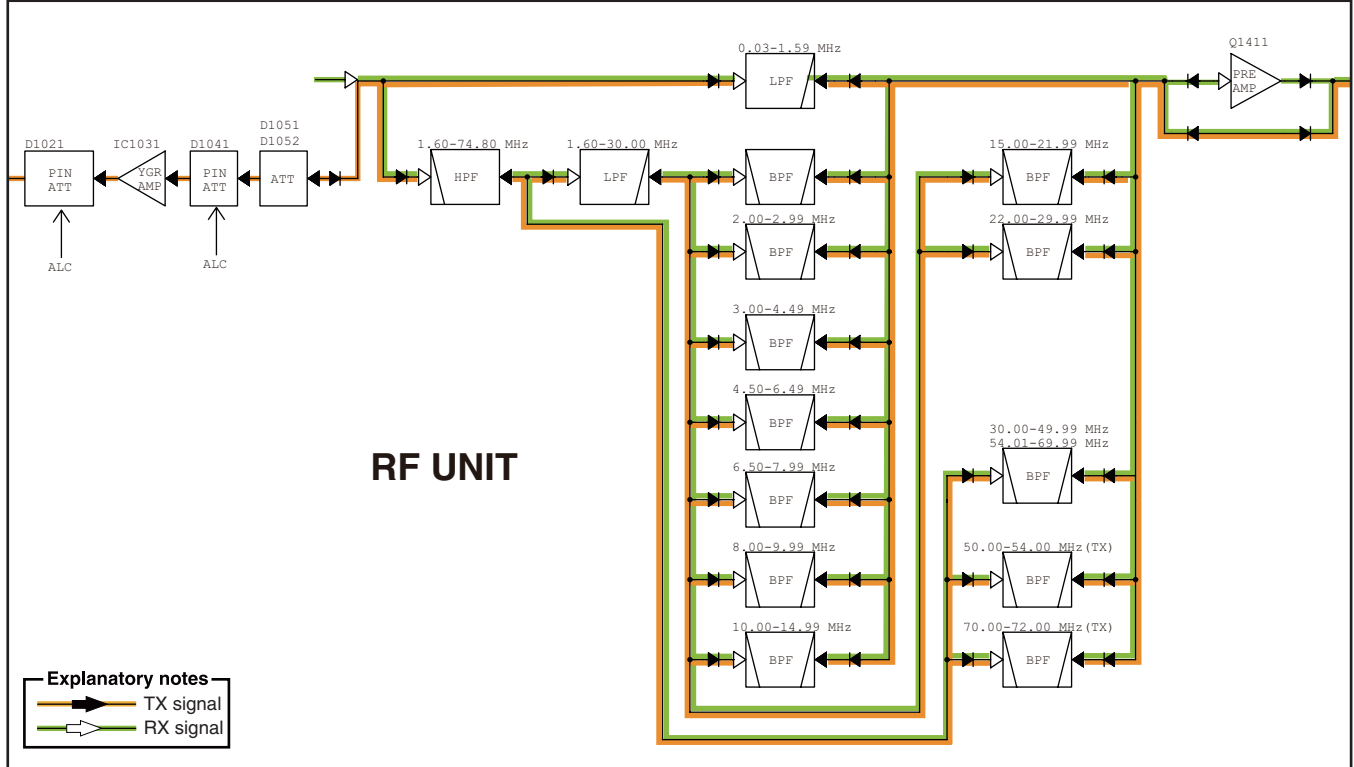 Q1411
0.03-1.59 MHz
LPF
PRE
AMP
D1051
D1052
D1021
IC1031
D1041
1.60-74.80 MHz
1.60-30.00 MHz
15.00-21.99 MHz
PIN
ATT
YGR
AMP
PIN
ATT
ATT
HPF
LPF
BPF
BPF
2.00-2.99 MHz
22.00-29.99 MHz
BPF
BPF
ALC
ALC
3.00-4.49 MHz
BPF
4.50-6.49 MHz
BPF
30.00-49.99 MHz
54.01-69.99 MHz
BPF
RF UNIT
6.50-7.99 MHz
BPF
8.00-9.99 MHz
50.00-54.00 MHz(TX)
BPF
BPF
10.00-14.99 MHz
70.00-72.00 MHz(TX)
BPF
BPF
Explanatory notes
TX signal
RX signal